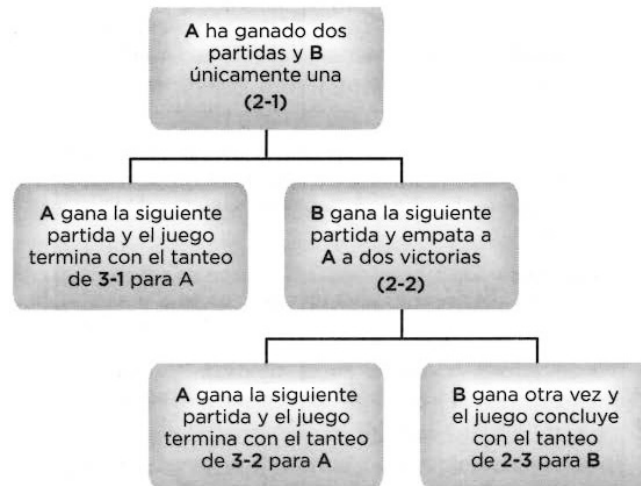 A ha ganado dos
partidas y B
únicamente una
(2-1)
A gana la siguiente
partida y el juego
termina con el tanteo
de 3-1 para A
B gana la siguiente
partida y empata a
A a dos victorias
(2-2)
A gana la siguiente
partida y el juego
termina con el tanteo
de 3-2 para A
B gana otra vez y
el juego concluye
con el tanteo
de 2-3 para B